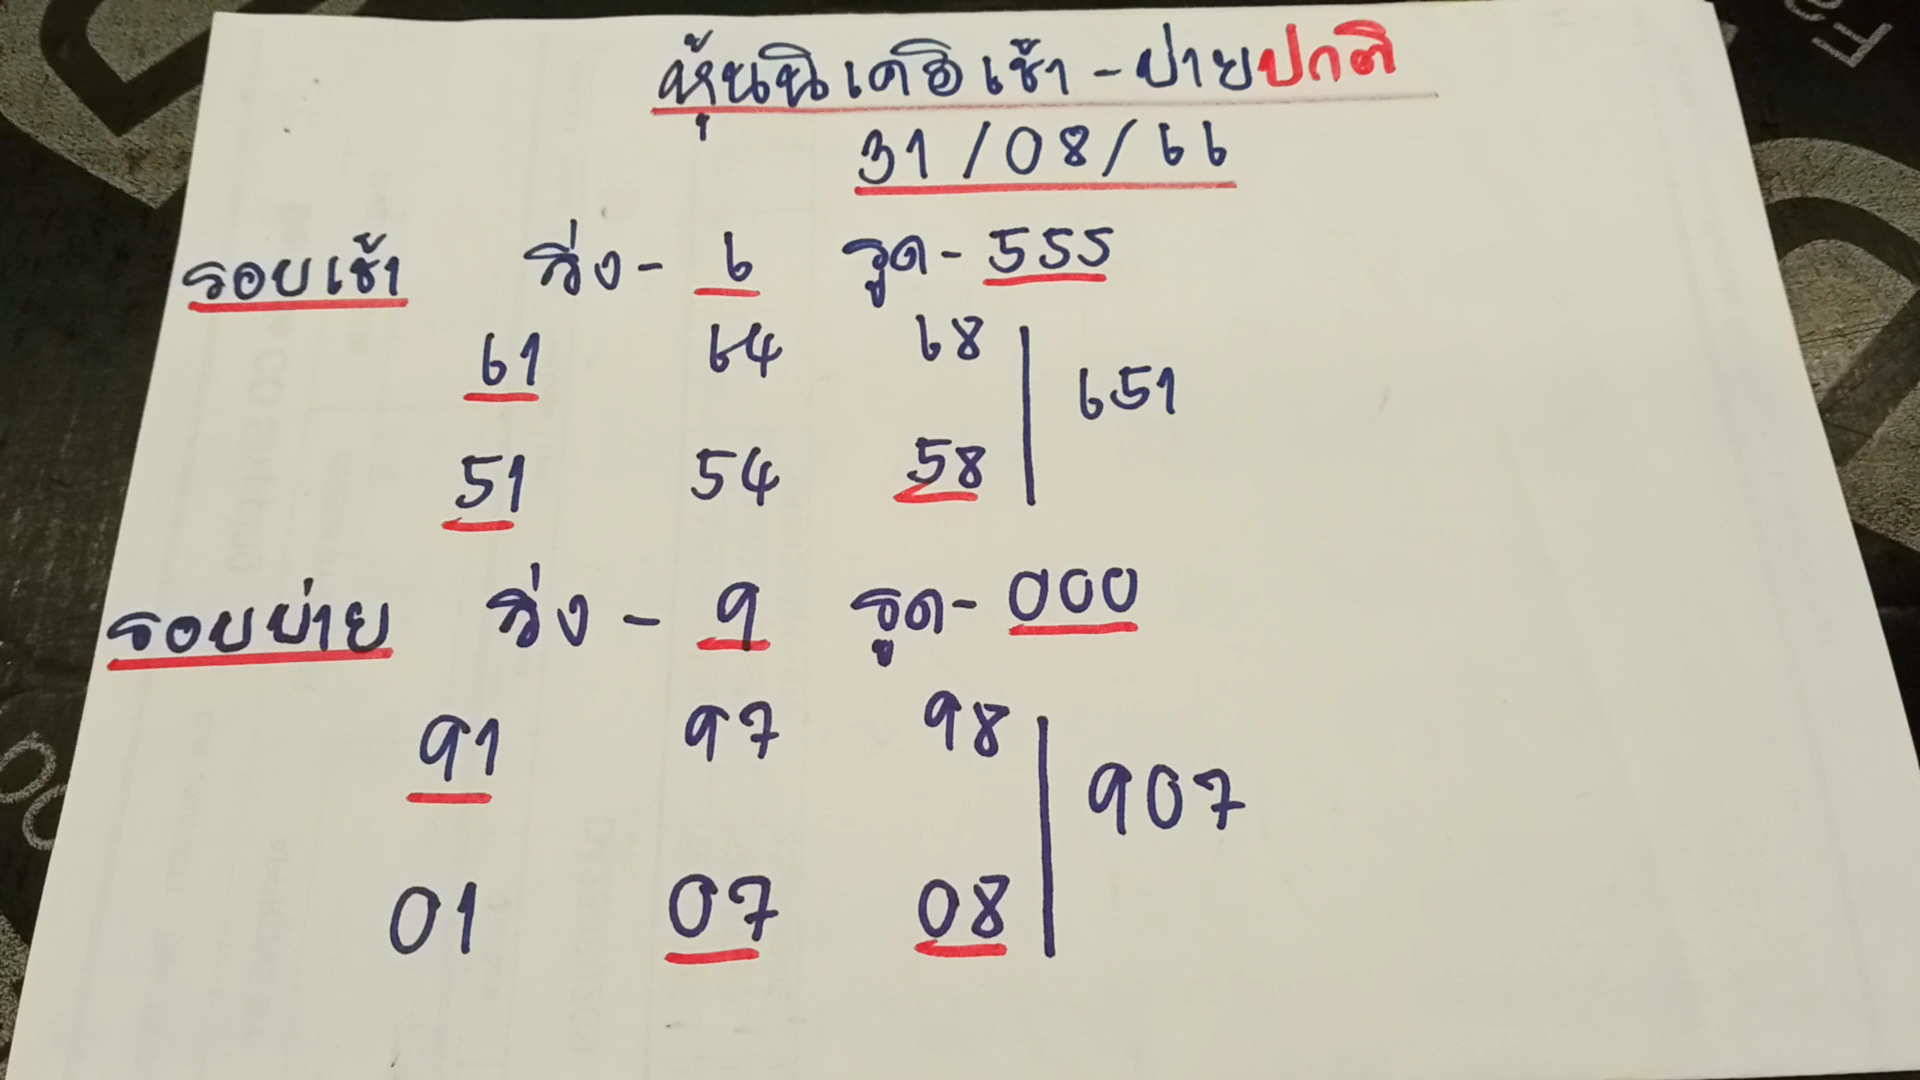 หุ้นนิเคอิเช้า - บ่ายปกติ
31/08/66
รอบเช้า วิ่ง - 6 รูด - 555
61 64 68
651
51 54 58
รอบบ่าย วิ่ง - 9 รูด - 000
91 97 98
907
01 07 08